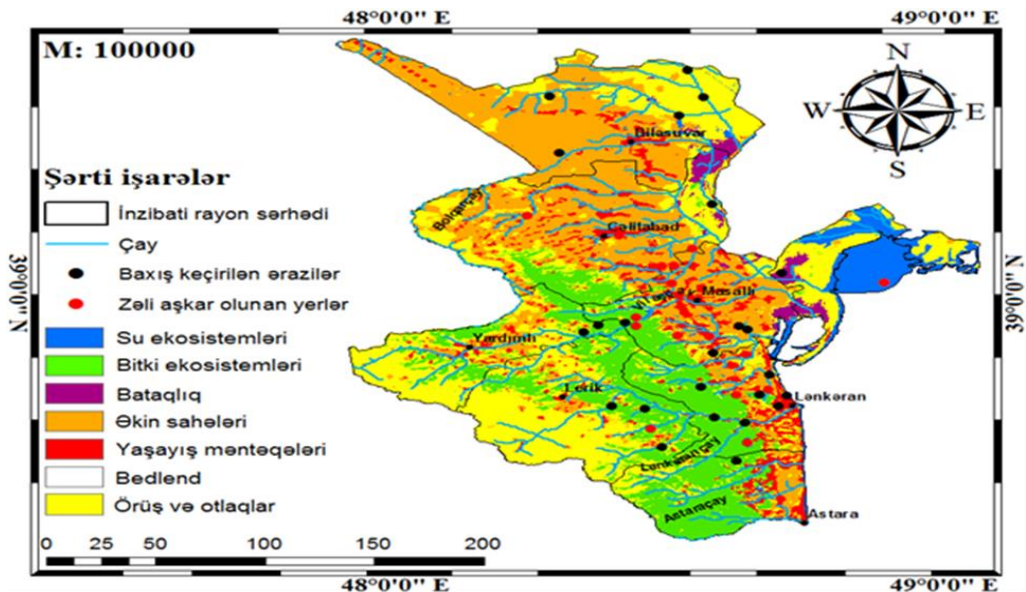 48°0'0" E
49°0'0" E
M: 100000
N
W
E
S
Şərti işarələr
İnzibati rayon sərhədi
Çay
Baxış keçirilən ərazilər
Zəli aşkar olunan yerlər
Su ekosistemləri
Bitki ekosistemləri
Bataqlıq
Əkin sahələri
Yaşayış məntəqələri
Bedlend
Örüş və otlaqlar
Biləsuvar
Bolqarçay
Cəlilabad
Masallı
Yardımlı
Lerik
Lənkəran
Lənkərançay
Astaraçay
Astara
39°0'0" N
39°0'0" N
0 25 50 100 150 200
48°0'0" E
49°0'0" E